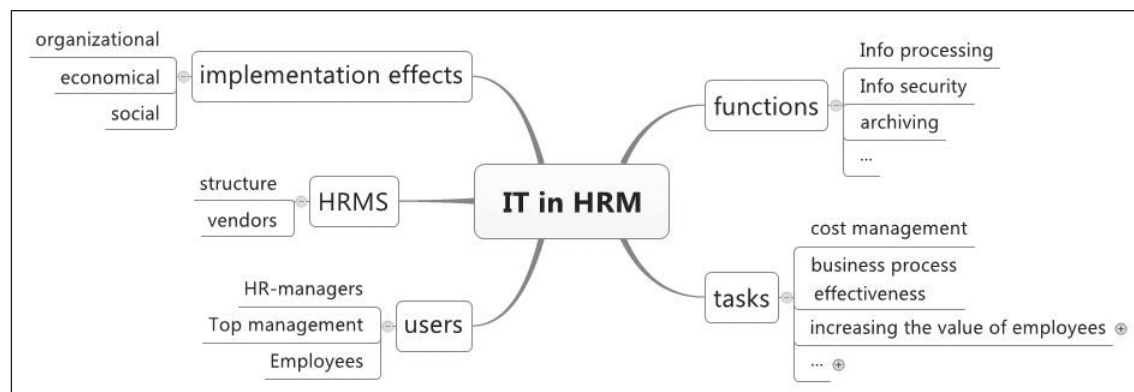 organizational
economical
social
implementation effects
structure
vendors
HRMS
HR-managers
Top management
Employees
users
IT in HRM
functions
Info processing
Info security
archiving
...
tasks
cost management
business process
effectiveness
increasing the value of employees
...